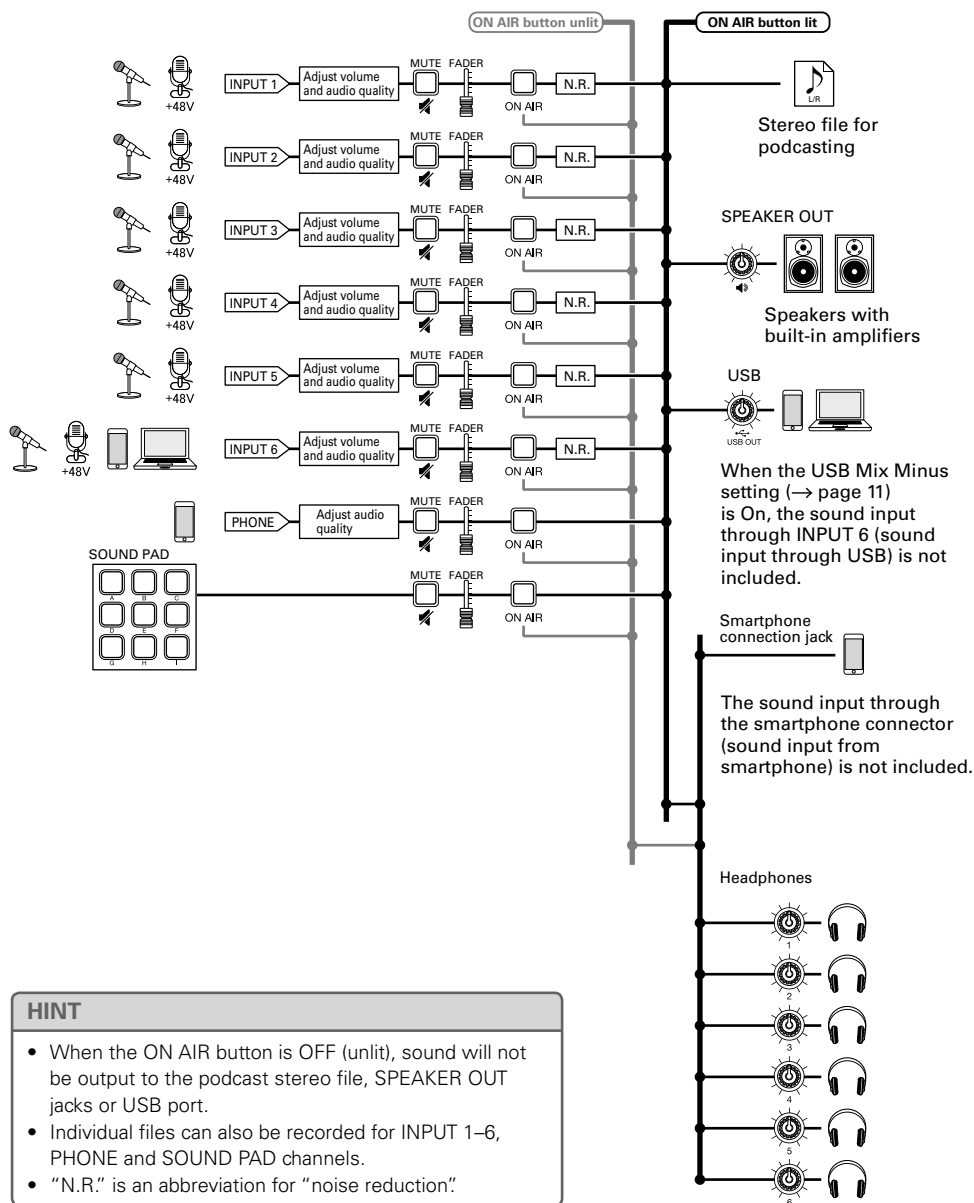 ON AIR button unlit
ON AIR button lit
MUTE FADER
INPUT 1
Adjust volume
and audio quality
N.R.
+48V
ON AIR
L/R
Stereo file for
podcasting
MUTE FADER
INPUT 2
Adjust volume
and audio quality
N.R.
+48V
ON AIR
MUTE FADER
INPUT 3
Adjust volume
and audio quality
N.R.
+48V
ON AIR
SPEAKER OUT
MUTE FADER
INPUT 4
Adjust volume
and audio quality
N.R.
+48V
ON AIR
Speakers with
built-in amplifiers
MUTE FADER
INPUT 5
Adjust volume
and audio quality
N.R.
+48V
ON AIR
USB
USB OUT
MUTE FADER
INPUT 6
Adjust volume
and audio quality
N.R.
+48V
ON AIR
When the USB Mix Minus
setting (→ page 11)
is On, the sound input
through INPUT 6 (sound
input through USB) is not
included.
MUTE FADER
PHONE
Adjust audio
quality
ON AIR
SOUND PAD
A B C
D E F
G H I
MUTE FADER
ON AIR
Smartphone
connection jack
The sound input through
the smartphone connector
(sound input from
smartphone) is not included.
Headphones
1
2
3
4
5
6
HINT
• When the ON AIR button is OFF (unlit), sound will not
be output to the podcast stereo file, SPEAKER OUT
jacks or USB port.
• Individual files can also be recorded for INPUT 1–6,
PHONE and SOUND PAD channels.
• “N.R.” is an abbreviation for “noise reduction”.